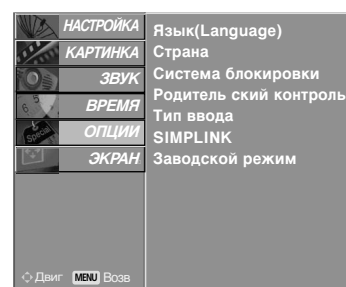 НАСТРОЙКА
КАРТИНКА
ЗВУК
ВРЕМЯ
ОПЦИИ
ЭКРАН
Язык(Language)
Страна
Система блокировки
Родитель ский контроль
Тип ввода
SIMPLINK
Заводской режим
Special
Двиг MENU Возв